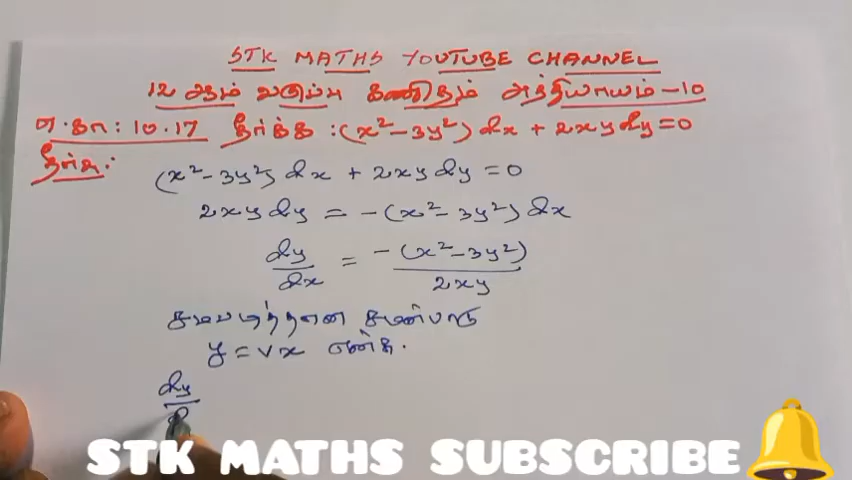 STK MATHS YOUTUBE CHANNEL
12 ஆம் வகுப்பு கணிதம் அத்தியாயம் - 10
எ.கா : 10.17 தீர்க்க : (x² - 3y²) dx + 2xy dy = 0
தீர்வு :
(x² - 3y²) dx + 2xy dy = 0
2xy dy = - (x² - 3y²) dx
dy/dx = -(x² - 3y²)/2xy
சமபடித்தான சமன்பாடு
y = vx என்க.
dy
STK MATHS SUBSCRIBE